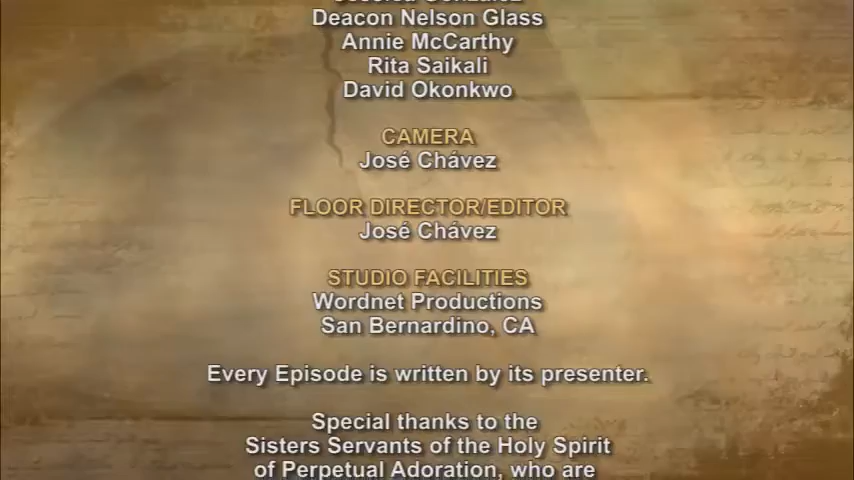 Deacon Nelson Glass
Annie McCarthy
Rita Saikali
David Okonkwo
CAMERA
José Chávez
FLOOR DIRECTOR/EDITOR
José Chávez
STUDIO FACILITIES
Wordnet Productions
San Bernardino, CA
Every Episode is written by its presenter.
Special thanks to the
Sisters Servants of the Holy Spirit
of Perpetual Adoration, who are